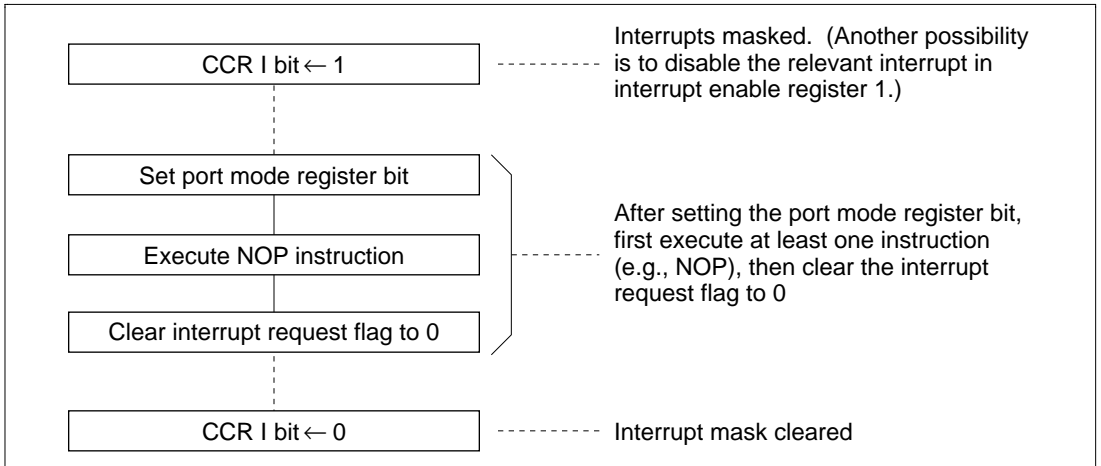 CCR I bit ← 1
Interrupts masked. (Another possibility
is to disable the relevant interrupt in
interrupt enable register 1.)
Set port mode register bit
Execute NOP instruction
Clear interrupt request flag to 0
After setting the port mode register bit,
first execute at least one instruction
(e.g., NOP), then clear the interrupt
request flag to 0
CCR I bit ← 0
Interrupt mask cleared